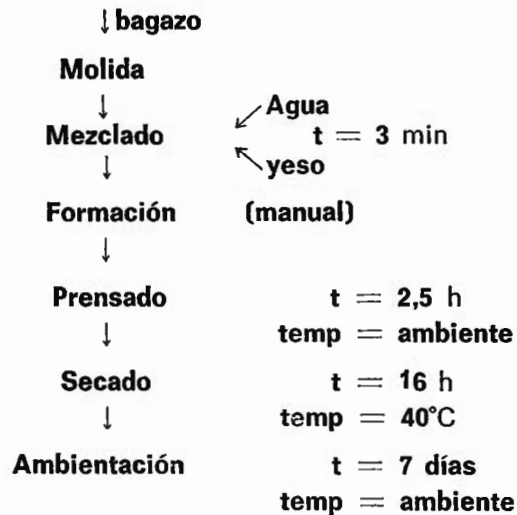 ↓ bagazo
Molida
↓
Agua
Mezclado t = 3 min
↓ yeso
Formación (manual)
↓
Prensado t = 2,5 h
↓ temp = ambiente
Secado t = 16 h
↓ temp = 40°C
Ambientación t = 7 días
temp = ambiente